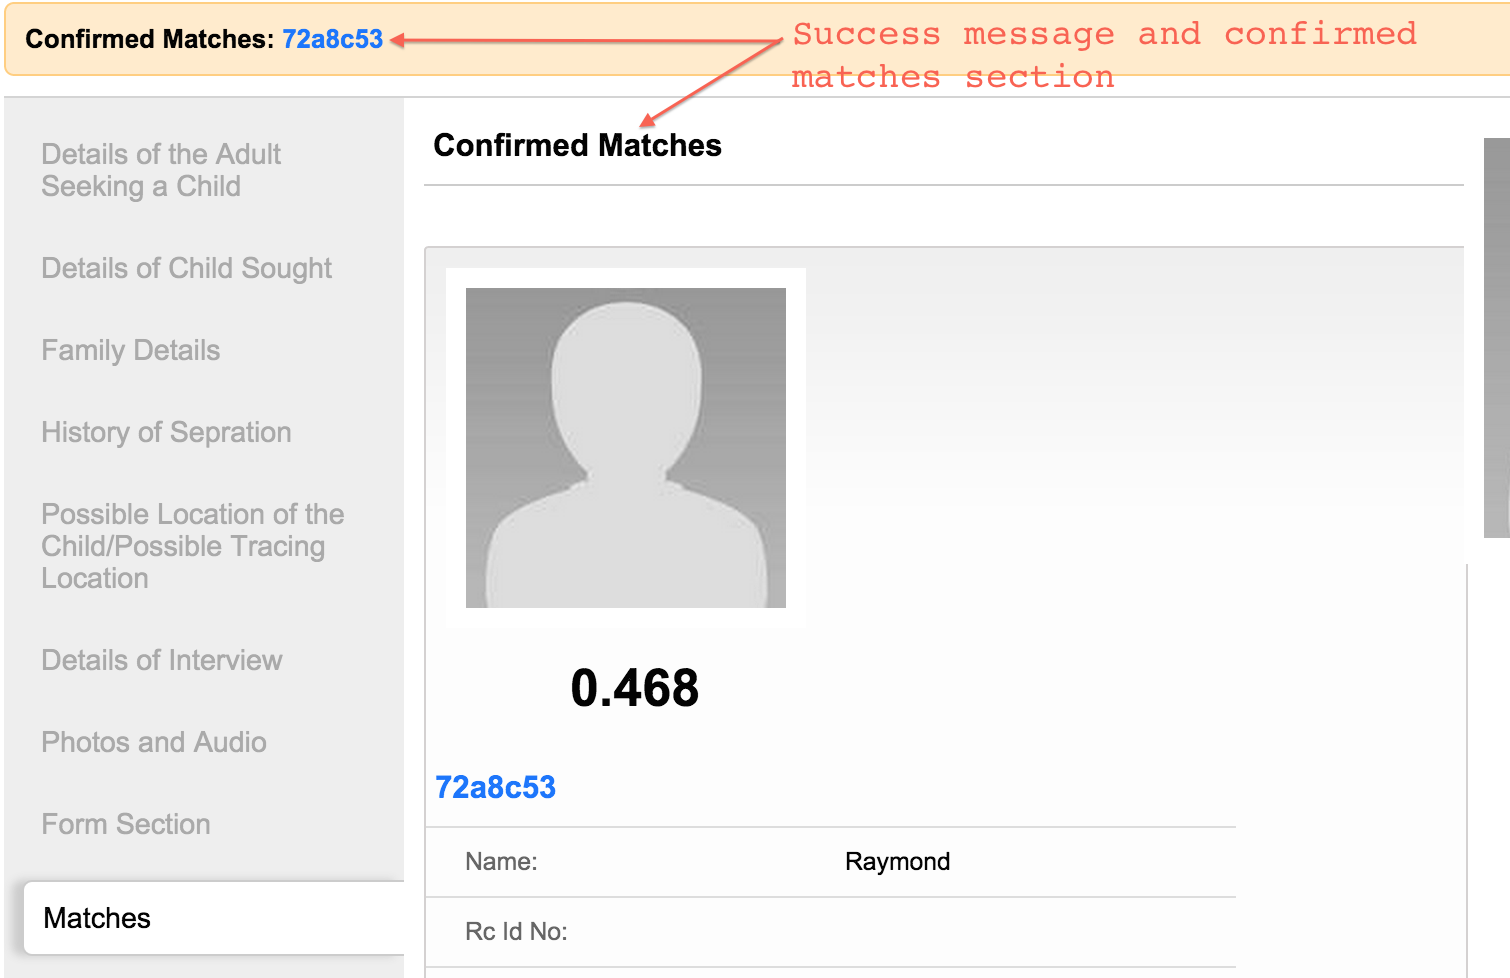 Confirmed Matches: 72a8c53
Success message and confirmed
matches section
Details of the Adult
Seeking a Child
Details of Child Sought
Family Details
History of Sepration
Possible Location of the
Child/Possible Tracing
Location
Details of Interview
Photos and Audio
Form Section
Matches
Confirmed Matches
0.468
72a8c53
Name: Raymond
Rc Id No: